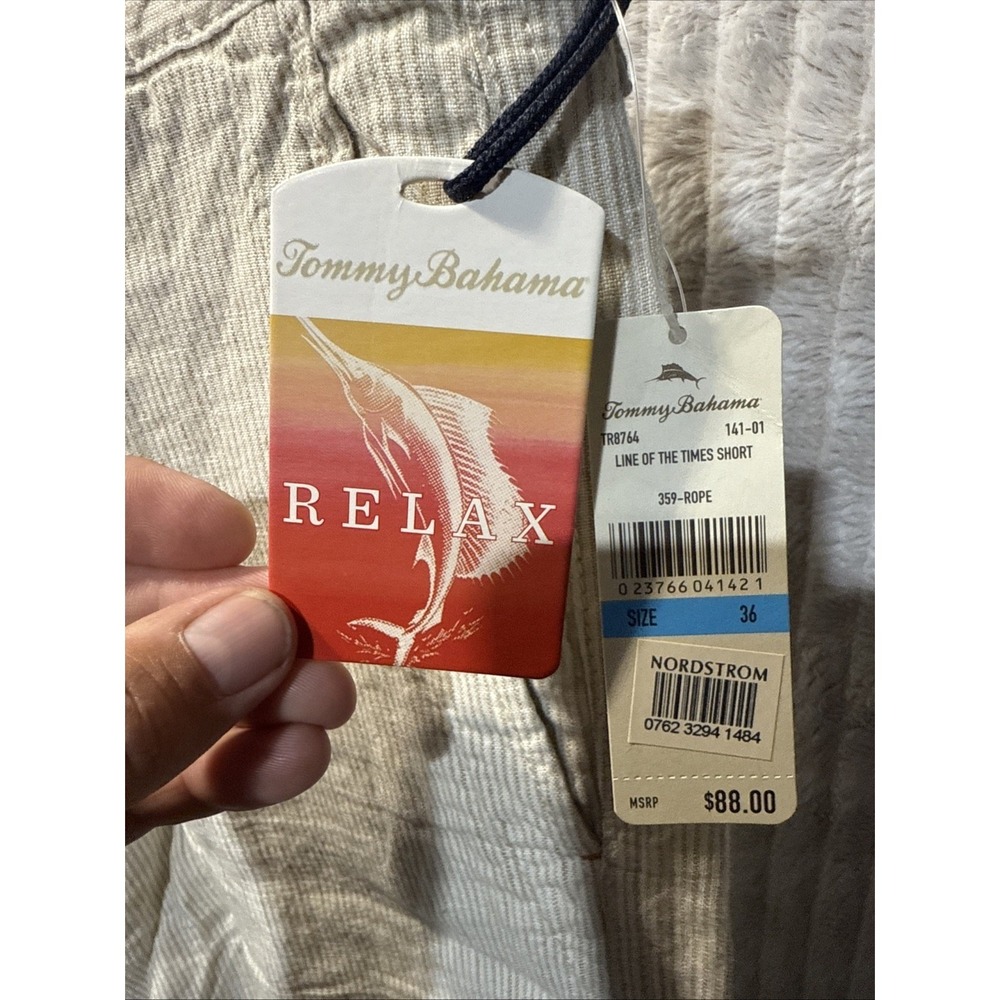 Tommy Bahama
RELAX
Tommy Bahama
TR8764 141-01
LINE OF THE TIMES SHORT
359-ROPE
0 23766 04142 1
SIZE 36
NORDSTROM
0762 3294 1484
MSRP $88.00